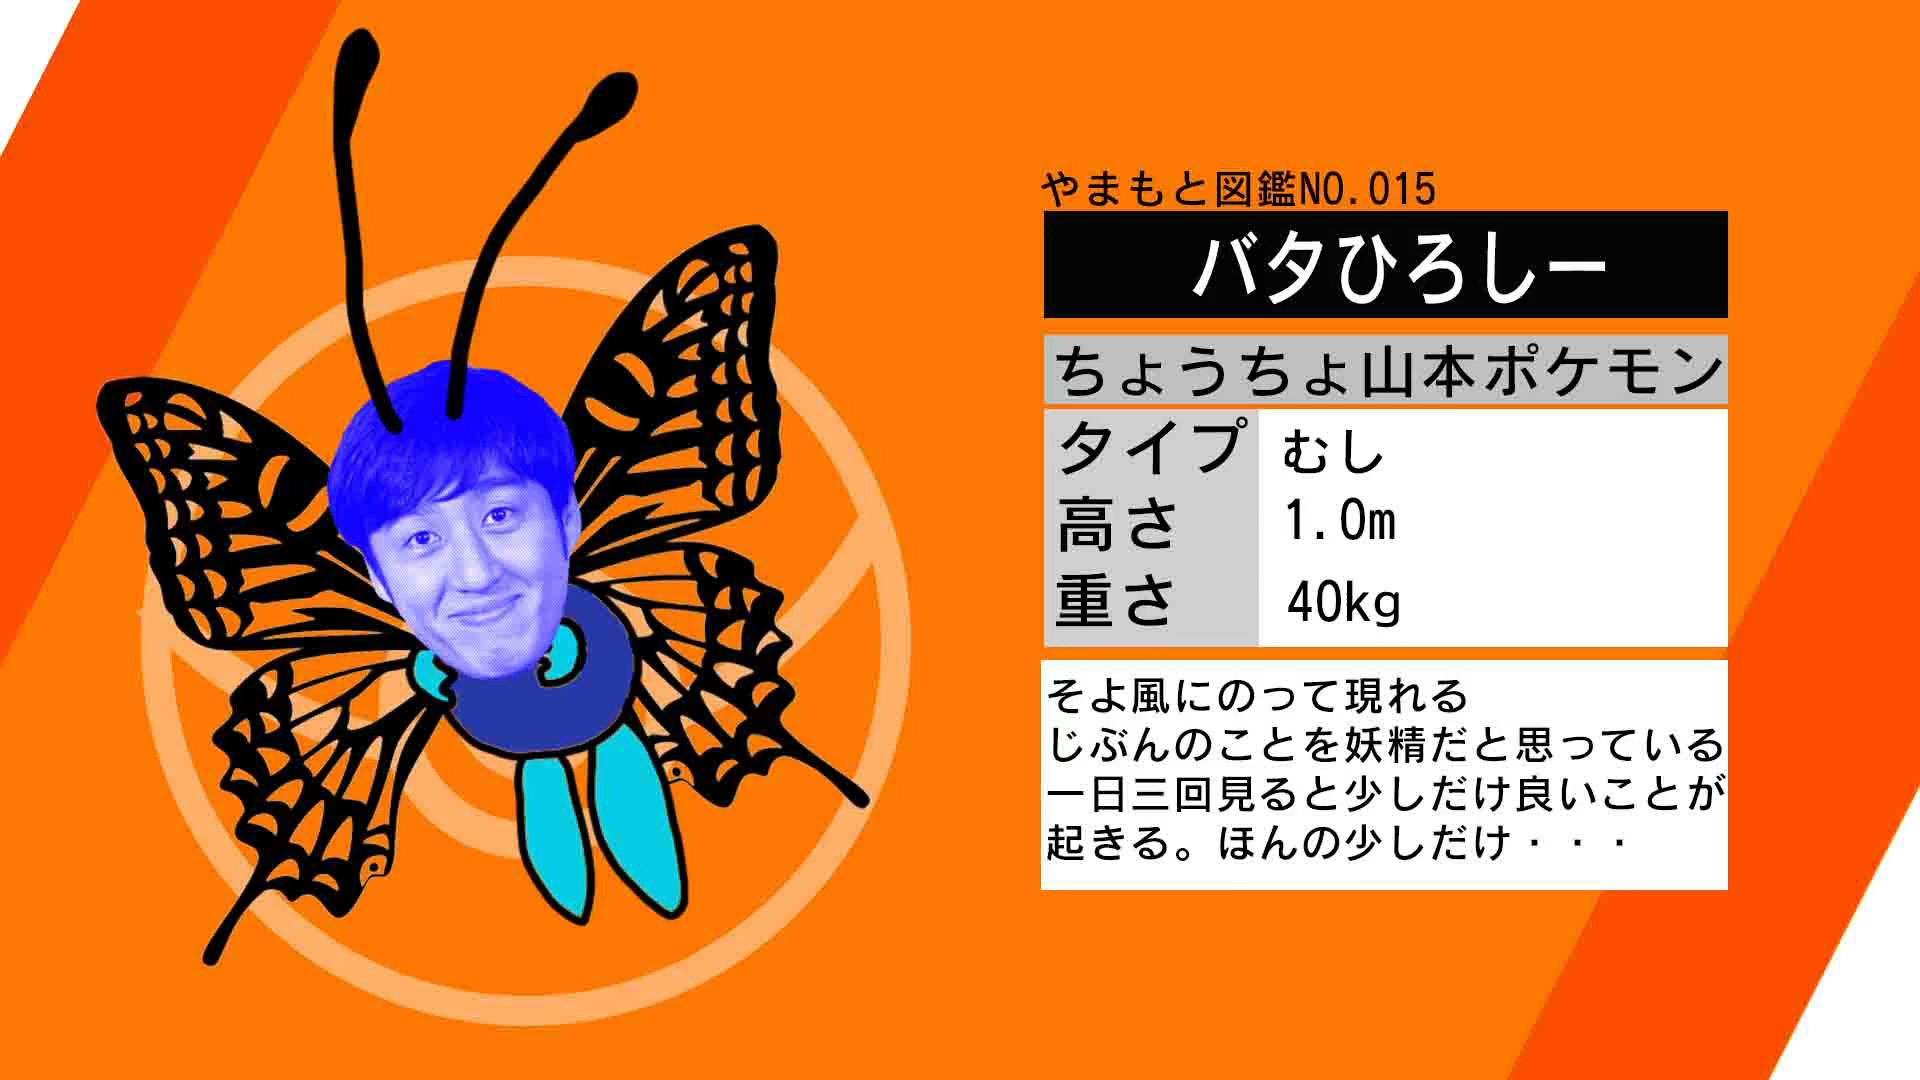 やまもと図鑑NO.015
バタひろしー
ちょうちょ山本ポケモン
タイプ むし
高さ 1.0m
重さ 40kg
そよ風にのって現れる
じぶんのことを妖精だと思っている
一日三回見ると少しだけ良いことが
起きる。ほんの少しだけ・・・